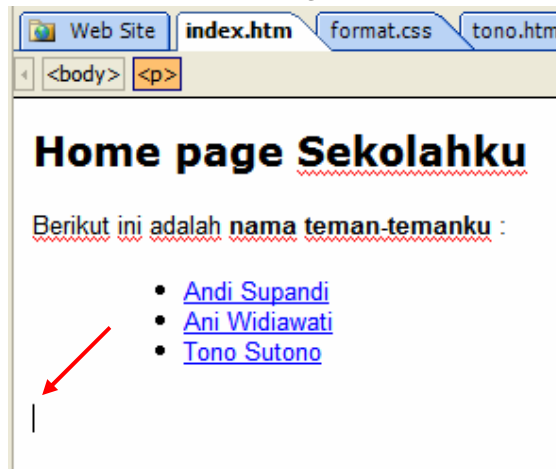 Web Site index.htm format.css tono.htm
<body> <p>
Home page Sekolahku
Berikut ini adalah nama teman-temanku :
• Andi Supandi
• Ani Widiawati
• Tono Sutono